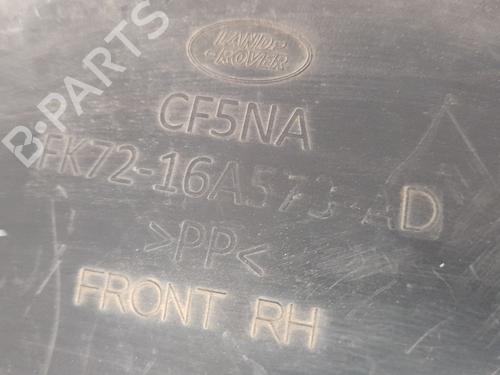 LAND-
-ROVER
CF5NA
FK72-16A573-AD
>PP<
FRONT RH
B-PARTS